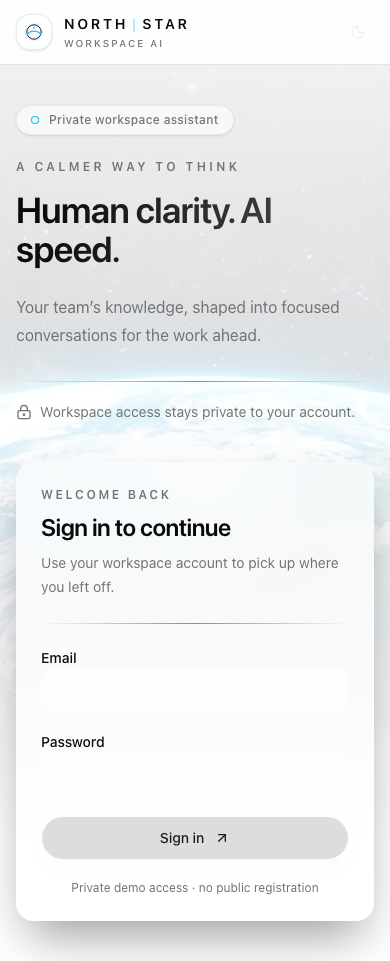 NORTH | STAR
WORKSPACE AI
Private workspace assistant
A CALMER WAY TO THINK
Human clarity. AI
speed.
Your team’s knowledge, shaped into focused
conversations for the work ahead.
Workspace access stays private to your account.
WELCOME BACK
Sign in to continue
Use your workspace account to pick up where
you left off.
Email
Password
Sign in
Private demo access · no public registration